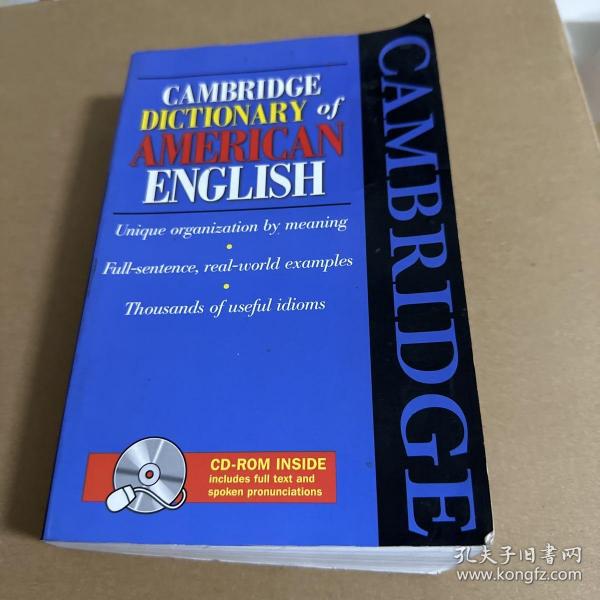 CAMBRIDGE
DICTIONARY of
AMERICAN
ENGLISH
Unique organization by meaning
Full-sentence, real-world examples
Thousands of useful idioms
CD-ROM INSIDE
includes full text and
spoken pronunciations
CAMBRIDGE
孔夫子旧书网
www.kongfz.com